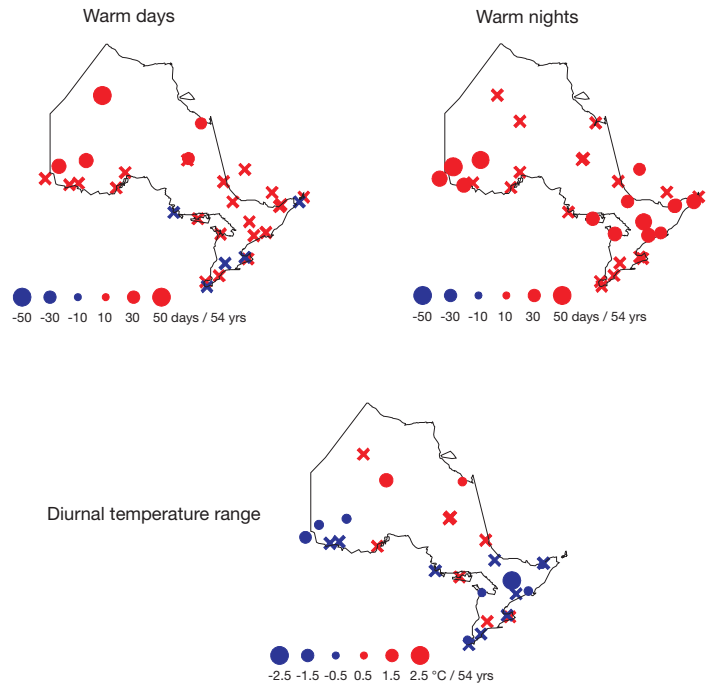 Warm days
Warm nights
-50 -30 -10 10 30 50 days / 54 yrs
-50 -30 -10 10 30 50 days / 54 yrs
Diurnal temperature range
-2.5 -1.5 -0.5 0.5 1.5 2.5 °C / 54 yrs